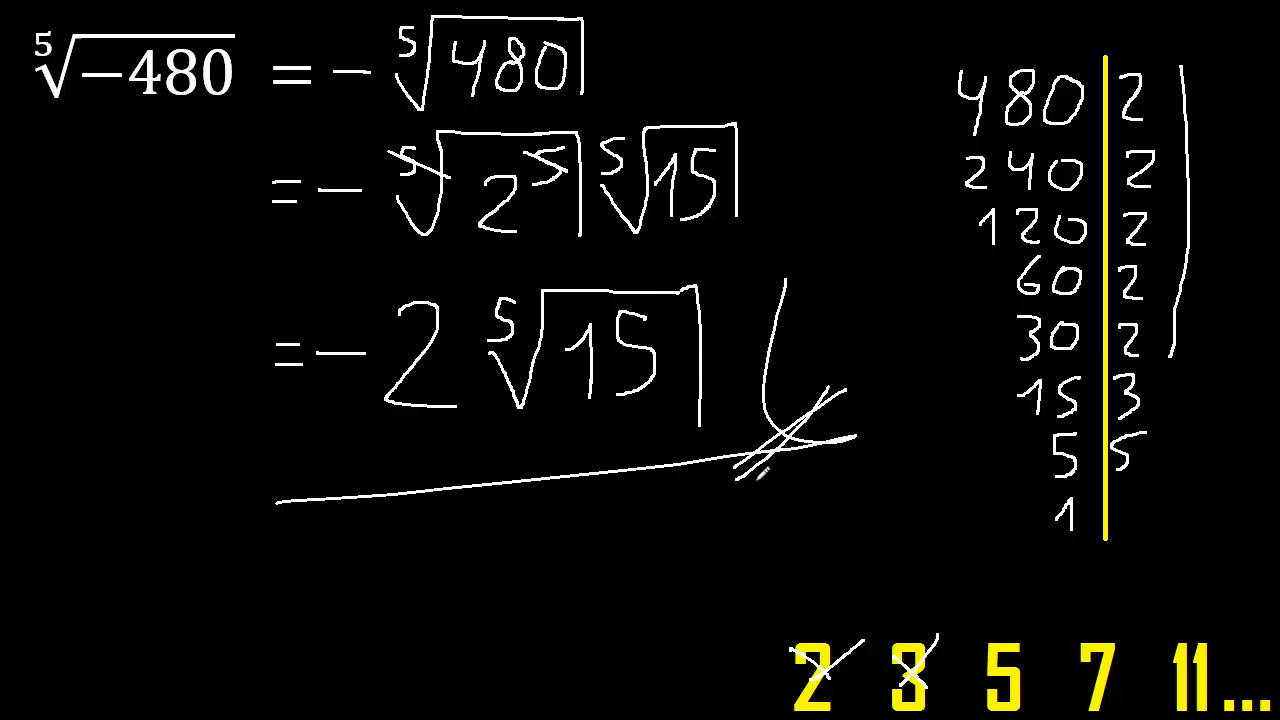 ⁵√−480 = − ⁵√480
= − ⁵√2⁵ ⁵√15
= − 2 ⁵√15
480 | 2
240 | 2
120 | 2
60 | 2
30 | 2
15 | 3
5 | 5
1
2 3 5 7 11...